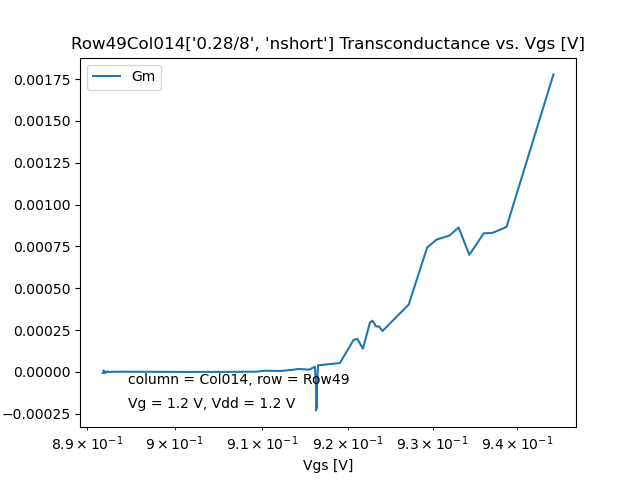 Row49Col014['0.28/8', 'nshort'] Transconductance vs. Vgs [V]
Gm
0.00175
0.00150
0.00125
0.00100
0.00075
0.00050
0.00025
0.00000
−0.00025
column = Col014, row = Row49
Vg = 1.2 V, Vdd = 1.2 V
8.9 × 10⁻¹ 9 × 10⁻¹ 9.1 × 10⁻¹ 9.2 × 10⁻¹ 9.3 × 10⁻¹ 9.4 × 10⁻¹
Vgs [V]